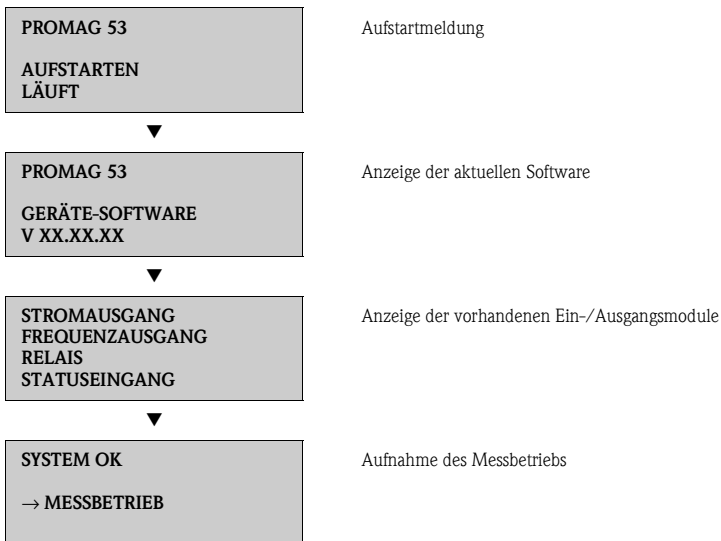 PROMAG 53
Aufstartmeldung
AUFSTARTEN
LÄUFT
▼
PROMAG 53
Anzeige der aktuellen Software
GERÄTE-SOFTWARE
V XX.XX.XX
▼
STROMAUSGANG
Anzeige der vorhandenen Ein-/Ausgangsmodule
FREQUENZAUSGANG
RELAIS
STATUSEINGANG
▼
SYSTEM OK
Aufnahme des Messbetriebs
→ MESSBETRIEB